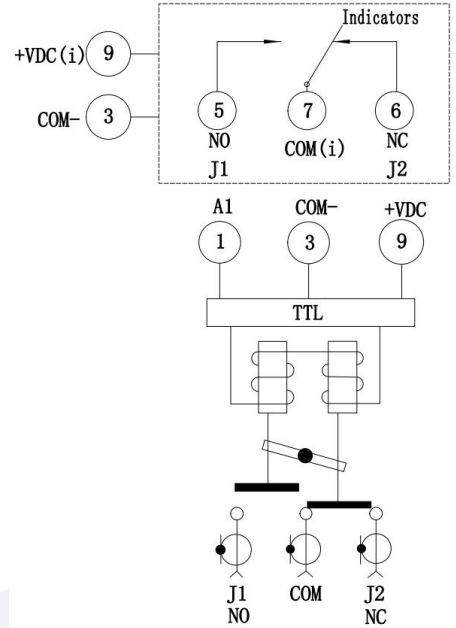 Indicators
+VDC(i) 9
COM- 3
5 7 6
NO COM(i) NC
J1 J2
A1 COM- +VDC
1 3 9
TTL
J1 COM J2
NO NC